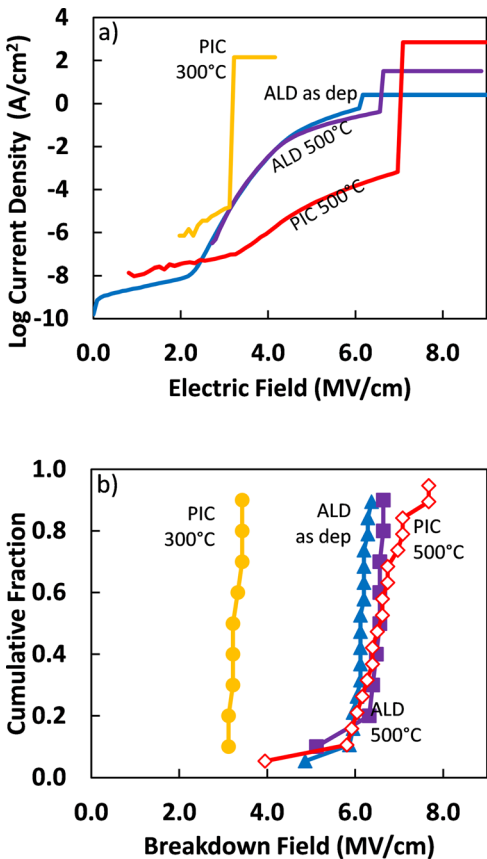 a)
PIC
300°C
ALD as dep
ALD 500°C
PIC 500°C
Log Current Density (A/cm²)
4
2
0
-2
-4
-6
-8
-10
0.0 2.0 4.0 6.0 8.0
Electric Field (MV/cm)
b)
PIC
300°C
ALD
as dep
PIC
500°C
ALD
500°C
Cumulative Fraction
1.0
0.8
0.6
0.4
0.2
0.0
0.0 2.0 4.0 6.0 8.0
Breakdown Field (MV/cm)